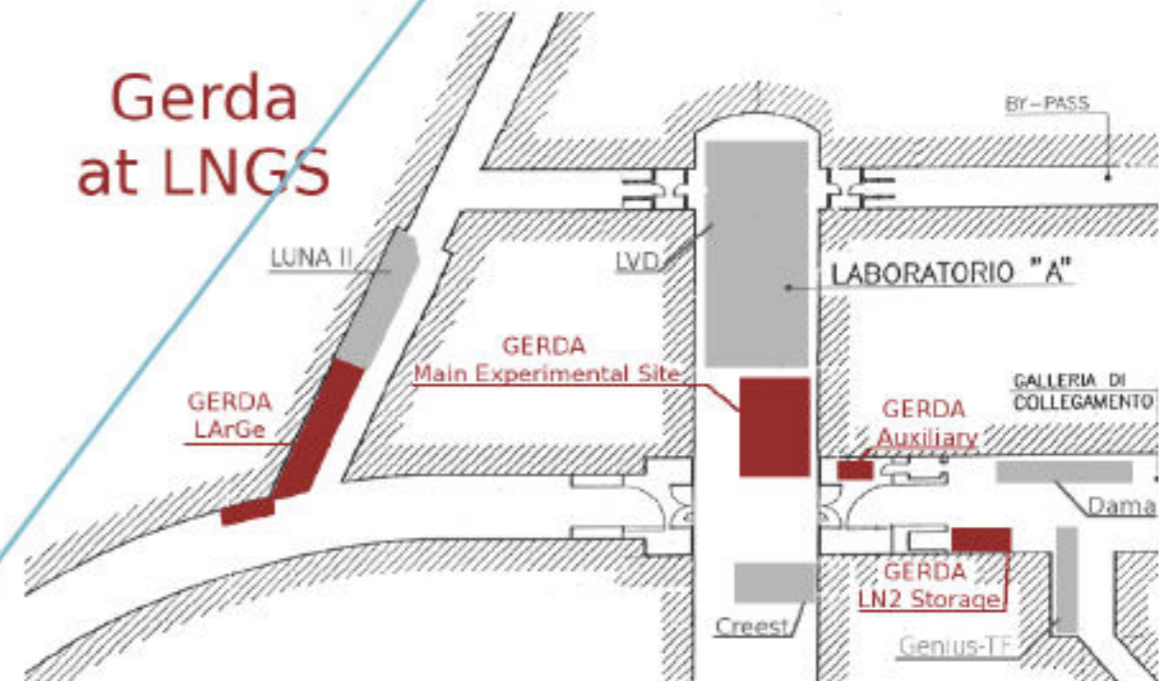 Gerda
at LNGS
BY-PASS
LUNA II
LVD
LABORATORIO "A"
GERDA
Main Experimental Site
GALLERIA DI
COLLEGAMENTO
GERDA
LArGe
GERDA
Auxiliary
Dama
GERDA
LN2 Storage
Creest
Genius-TF